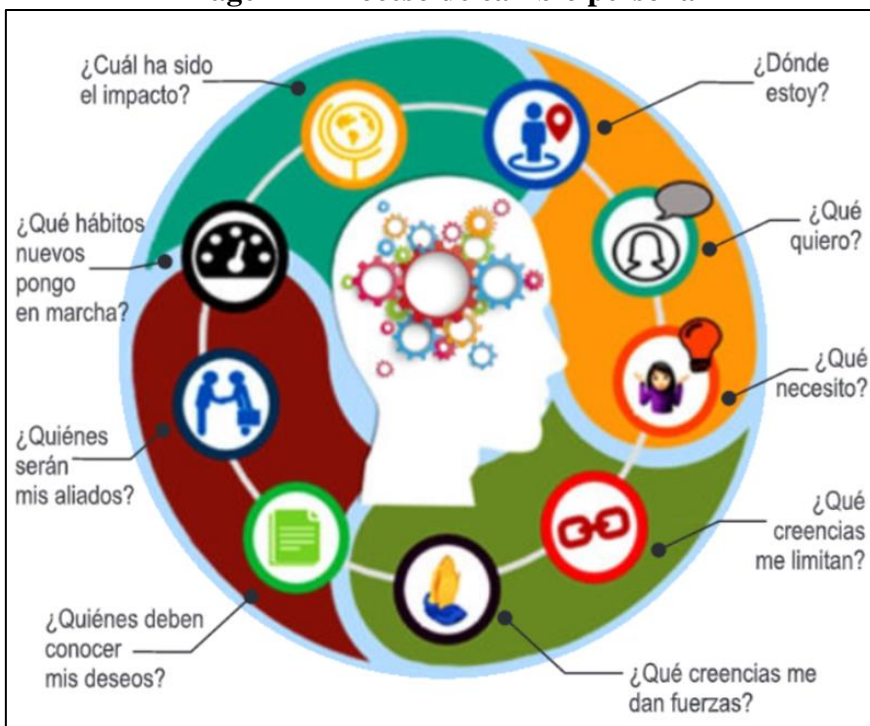 ¿Cuál ha sido
el impacto?
¿Dónde
estoy?
¿Qué
quiero?
¿Qué
necesito?
¿Qué
creencias
me limitan?
¿Qué creencias me
dan fuerzas?
¿Quiénes deben
conocer
mis deseos?
¿Quiénes
serán
mis aliados?
¿Qué hábitos
nuevos
pongo
en marcha?